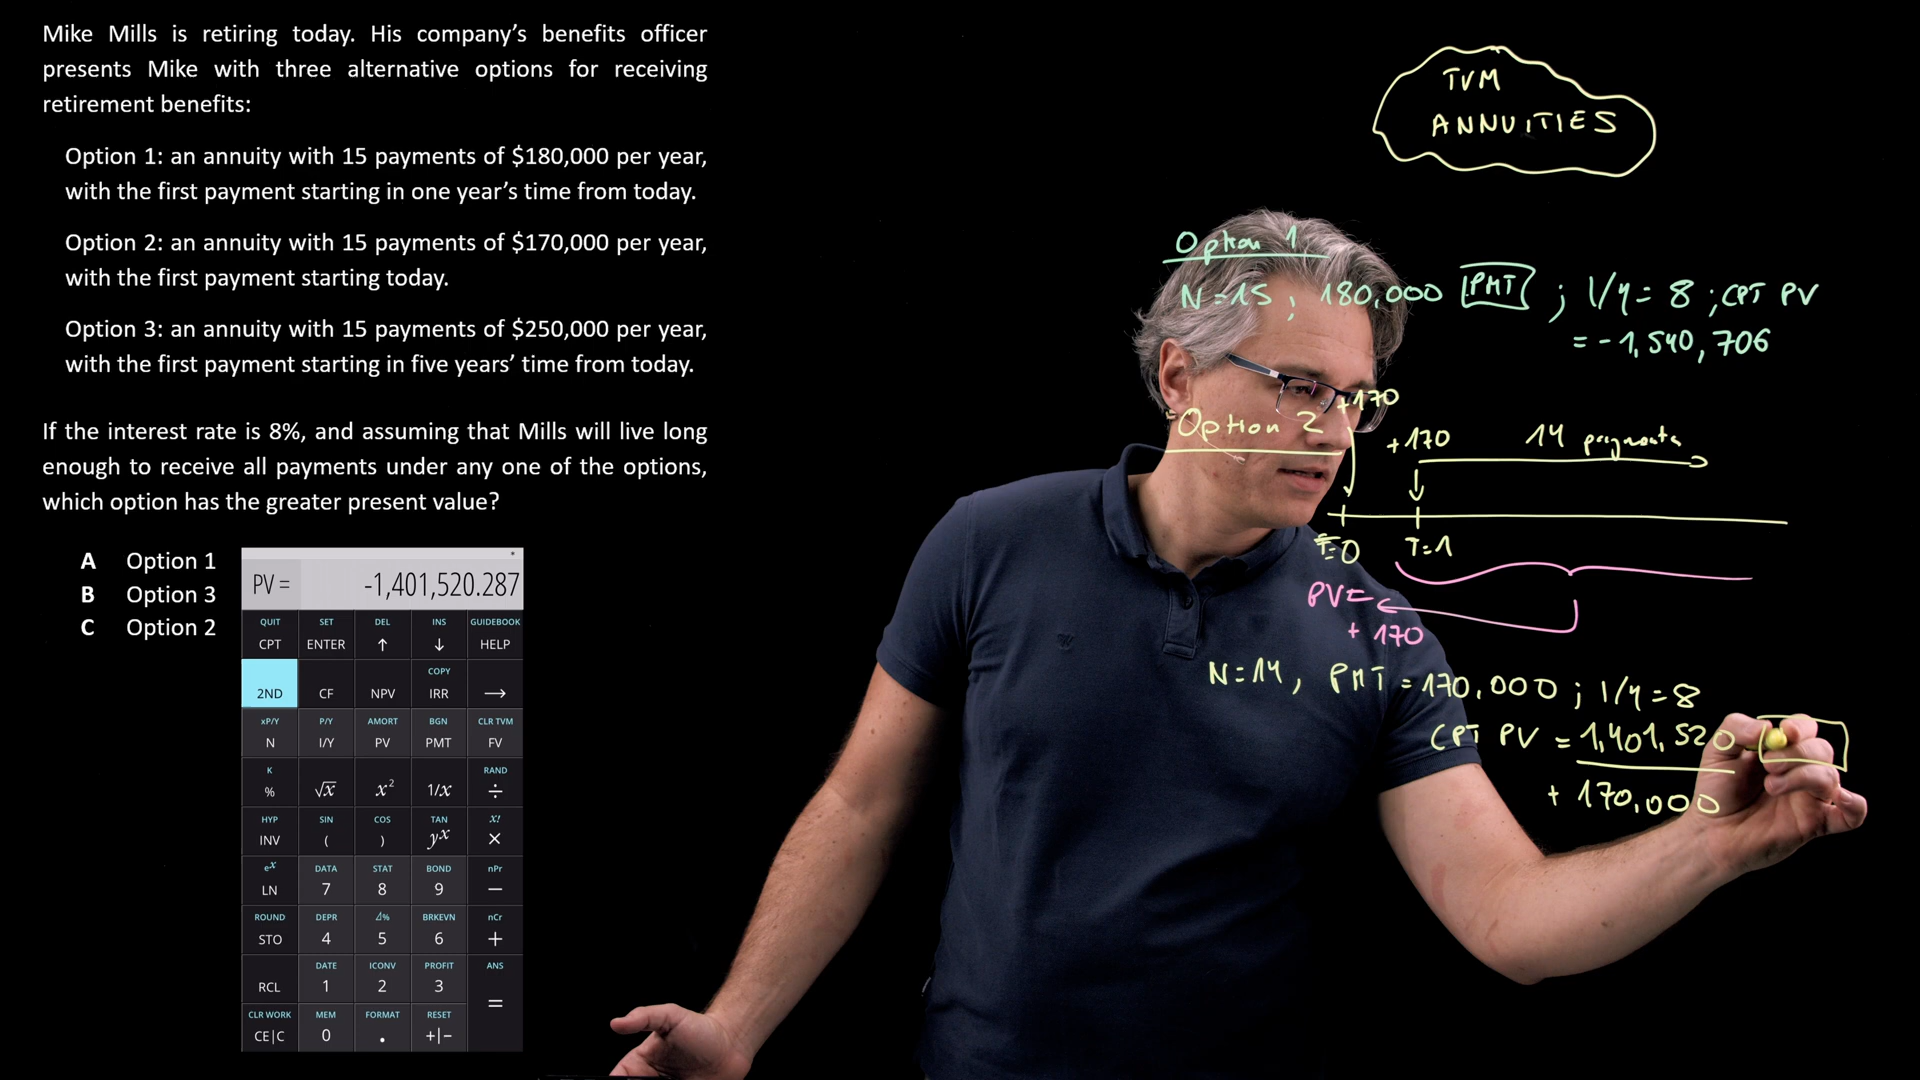 Mike Mills is retiring today. His company's benefits officer
presents Mike with three alternative options for receiving
retirement benefits:
Option 1: an annuity with 15 payments of $180,000 per year,
with the first payment starting in one year's time from today.
Option 2: an annuity with 15 payments of $170,000 per year,
with the first payment starting today.
Option 3: an annuity with 15 payments of $250,000 per year,
with the first payment starting in five years' time from today.
If the interest rate is 8%, and assuming that Mills will live long
enough to receive all payments under any one of the options,
which option has the greater present value?
A Option 1
B Option 3
C Option 2
PV = -1,401,520.287
QUIT SET DEL INS GUIDEBOOK
CPT ENTER ↑ ↓ HELP
COPY
2ND CF NPV IRR →
xP/Y P/Y AMORT BGN CLR TVM
N I/Y PV PMT FV
K RAND
% √x x² 1/x ÷
HYP SIN COS TAN x!
INV ( ) yˣ ×
eˣ DATA STAT BOND nPr
LN 7 8 9 −
ROUND DEPR Δ% BRKEVN nCr
STO 4 5 6 +
DATE ICONV PROFIT ANS
RCL 1 2 3 =
CLR WORK MEM FORMAT RESET
CE|C 0 . +|−
TVM
ANNUITIES
Option 1
N=15 ; 180,000 PMT ; I/Y = 8 ; CPT PV
= -1,540,706
Option 2
+170
+170 14 payments
T=0 T=1
PV=
+ 170
N=14, PMT = 170,000 ; I/Y = 8
CPT PV = 1,401,520
+ 170,000